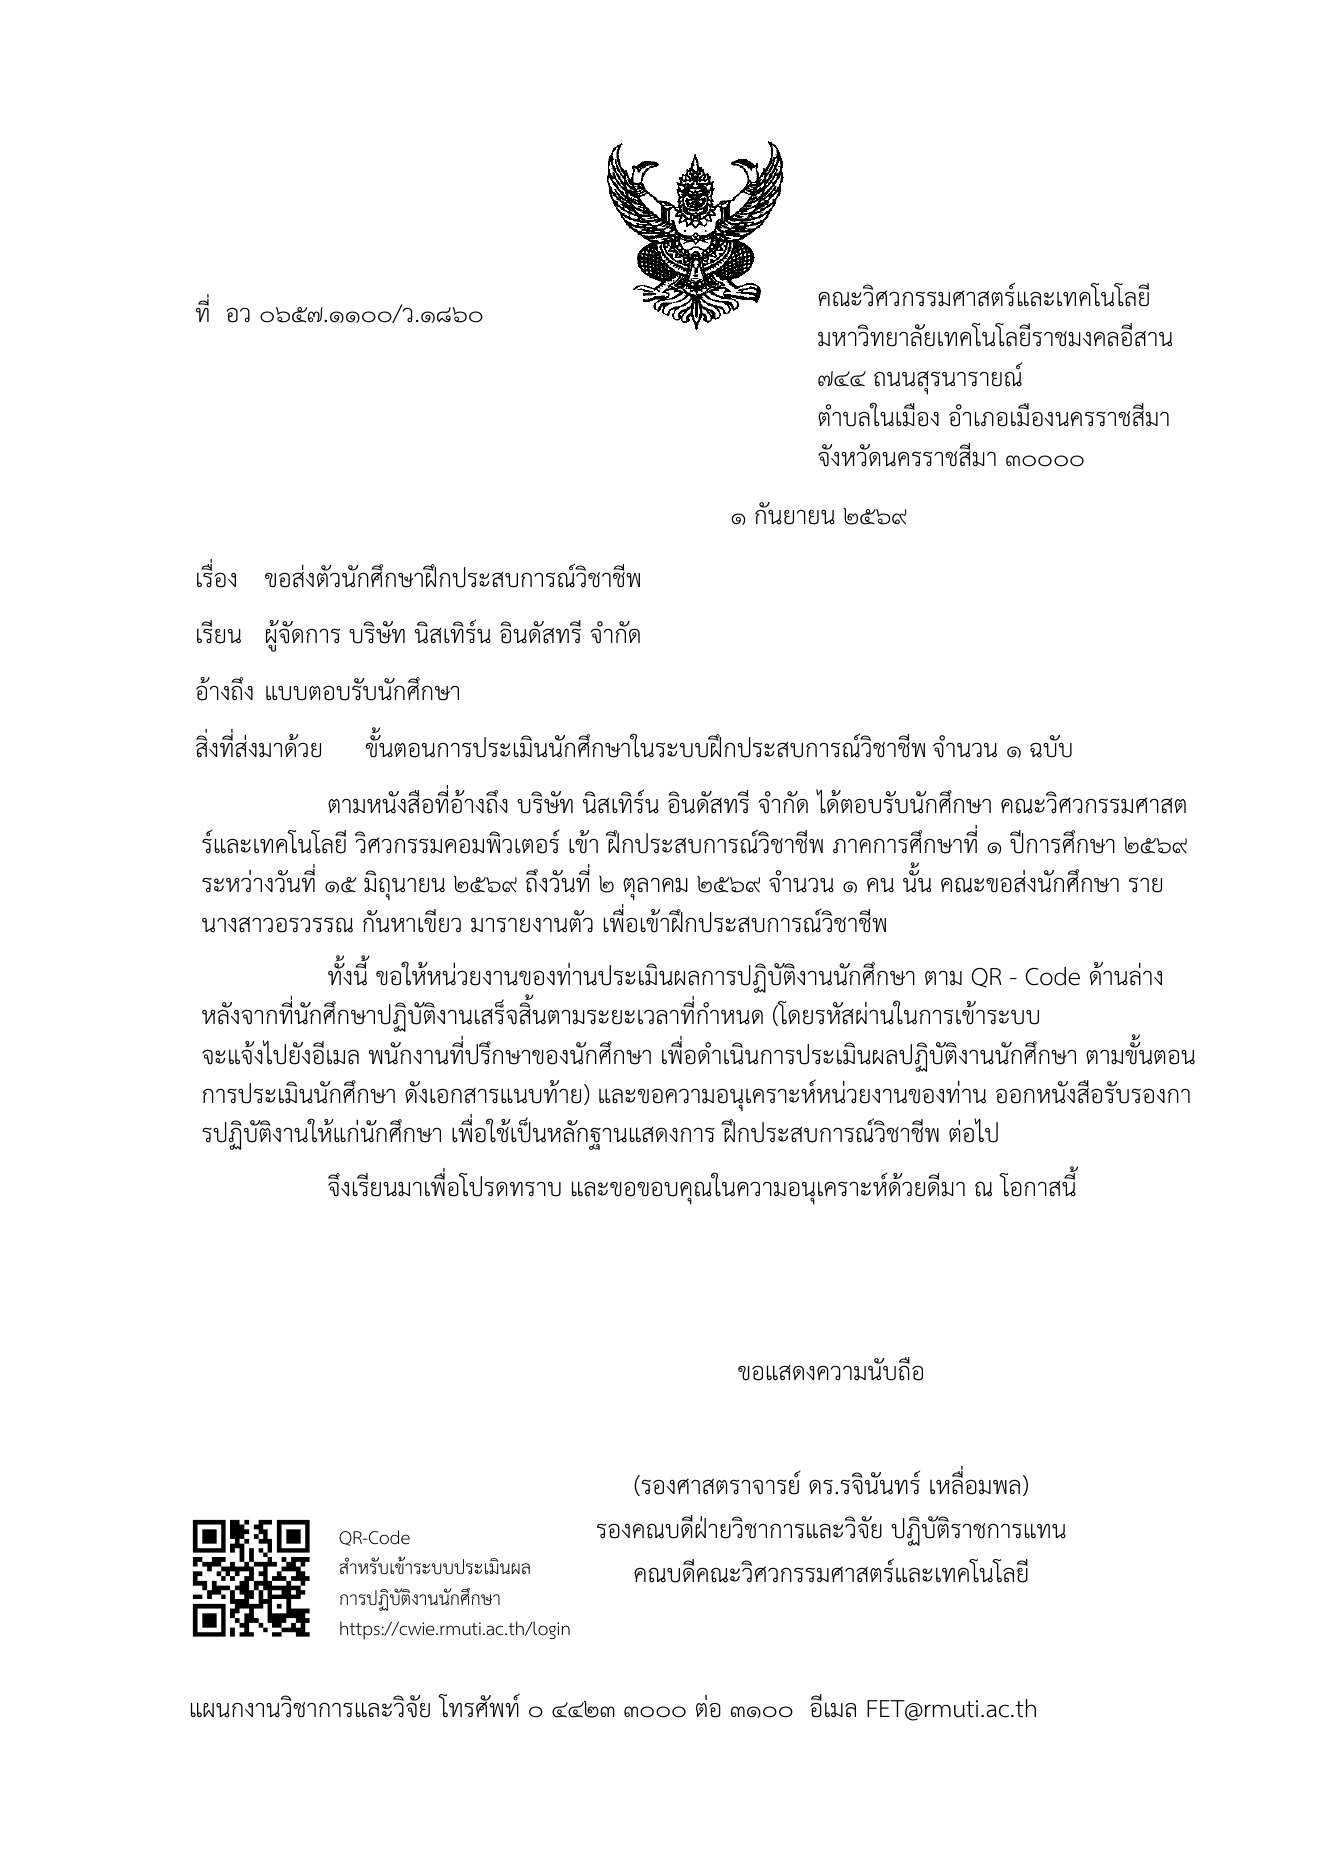 ที่ อว ๐๖๕๗.๑๑๐๐/ว.๑๘๖๐
คณะวิศวกรรมศาสตร์และเทคโนโลยี
มหาวิทยาลัยเทคโนโลยีราชมงคลอีสาน
๗๔๔ ถนนสุรนารายณ์
ตำบลในเมือง อำเภอเมืองนครราชสีมา
จังหวัดนครราชสีมา ๓๐๐๐๐
๑ กันยายน ๒๕๖๙
เรื่อง ขอส่งตัวนักศึกษาฝึกประสบการณ์วิชาชีพ
เรียน ผู้จัดการ บริษัท นิสเทิร์น อินดัสทรี จำกัด
อ้างถึง แบบตอบรับนักศึกษา
สิ่งที่ส่งมาด้วย ขั้นตอนการประเมินนักศึกษาในระบบฝึกประสบการณ์วิชาชีพ จำนวน ๑ ฉบับ
ตามหนังสือที่อ้างถึง บริษัท นิสเทิร์น อินดัสทรี จำกัด ได้ตอบรับนักศึกษา คณะวิศวกรรมศาสต
ร์และเทคโนโลยี วิศวกรรมคอมพิวเตอร์ เข้า ฝึกประสบการณ์วิชาชีพ ภาคการศึกษาที่ ๑ ปีการศึกษา ๒๕๖๙
ระหว่างวันที่ ๑๕ มิถุนายน ๒๕๖๙ ถึงวันที่ ๒ ตุลาคม ๒๕๖๙ จำนวน ๑ คน นั้น คณะขอส่งนักศึกษา ราย
นางสาวอรวรรณ กันหาเขียว มารายงานตัว เพื่อเข้าฝึกประสบการณ์วิชาชีพ
ทั้งนี้ ขอให้หน่วยงานของท่านประเมินผลการปฏิบัติงานนักศึกษา ตาม QR - Code ด้านล่าง
หลังจากที่นักศึกษาปฏิบัติงานเสร็จสิ้นตามระยะเวลาที่กำหนด (โดยรหัสผ่านในการเข้าระบบ
จะแจ้งไปยังอีเมล พนักงานที่ปรึกษาของนักศึกษา เพื่อดำเนินการประเมินผลปฏิบัติงานนักศึกษา ตามขั้นตอน
การประเมินนักศึกษา ดังเอกสารแนบท้าย) และขอความอนุเคราะห์หน่วยงานของท่าน ออกหนังสือรับรองกา
รปฏิบัติงานให้แก่นักศึกษา เพื่อใช้เป็นหลักฐานแสดงการ ฝึกประสบการณ์วิชาชีพ ต่อไป
จึงเรียนมาเพื่อโปรดทราบ และขอขอบคุณในความอนุเคราะห์ด้วยดีมา ณ โอกาสนี้
ขอแสดงความนับถือ
(รองศาสตราจารย์ ดร.รจินันทร์ เหลื่อมพล)
รองคณบดีฝ่ายวิชาการและวิจัย ปฏิบัติราชการแทน
คณบดีคณะวิศวกรรมศาสตร์และเทคโนโลยี
QR-Code
สำหรับเข้าระบบประเมินผล
การปฏิบัติงานนักศึกษา
https://cwie.rmuti.ac.th/login
แผนกงานวิชาการและวิจัย โทรศัพท์ ๐ ๔๔๒๓ ๓๐๐๐ ต่อ ๓๑๐๐ อีเมล FET@rmuti.ac.th